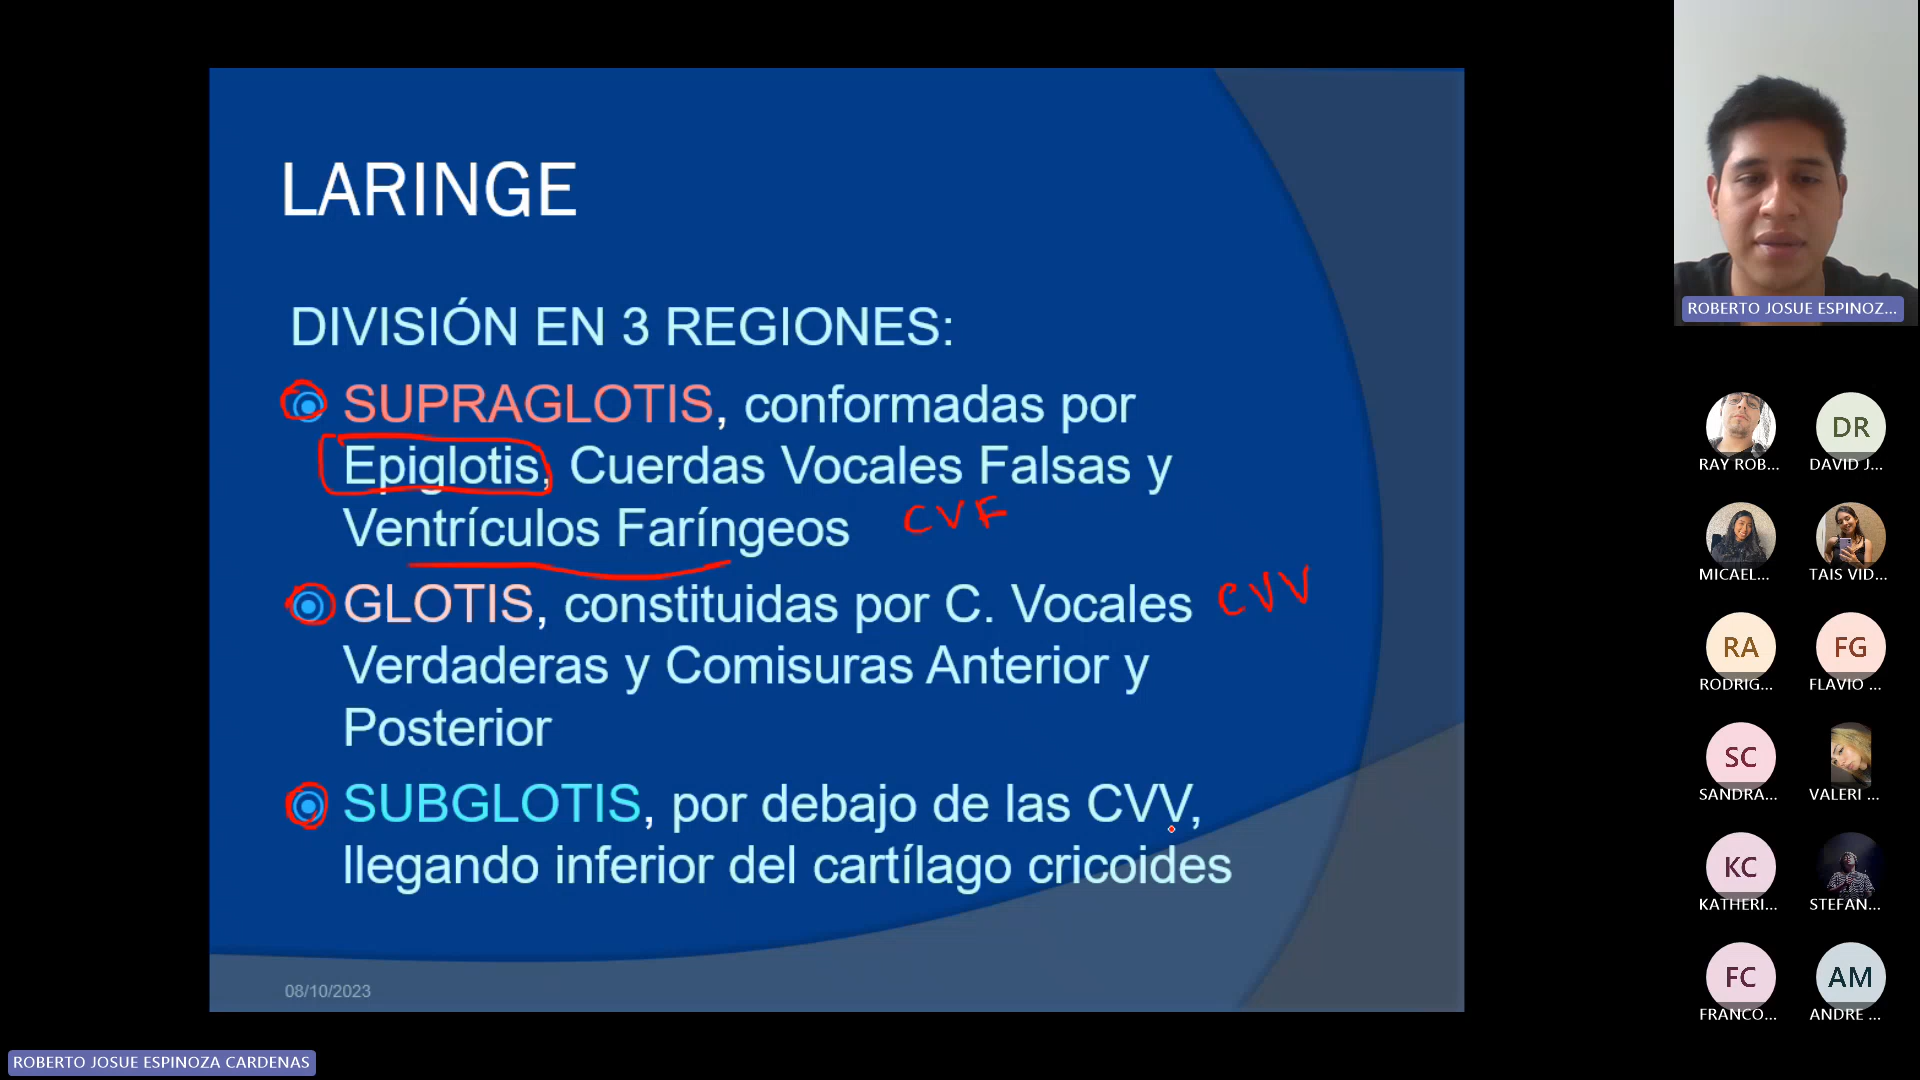 LARINGE
DIVISIÓN EN 3 REGIONES:
SUPRAGLOTIS, conformadas por
Epiglotis, Cuerdas Vocales Falsas y
Ventrículos Faríngeos
CVF
GLOTIS, constituidas por C. Vocales
CVV
Verdaderas y Comisuras Anterior y
Posterior
SUBGLOTIS, por debajo de las CVV,
llegando inferior del cartílago cricoides
08/10/2023
ROBERTO JOSUE ESPINOZA CARDENAS
ROBERTO JOSUE ESPINOZ...
DR
RAY ROB...
DAVID J...
MICAEL...
TAIS VID...
RA
FG
RODRIG...
FLAVIO ...
SC
SANDRA...
VALERI ...
KC
KATHERI...
STEFAN...
FC
AM
FRANCO...
ANDRE ...